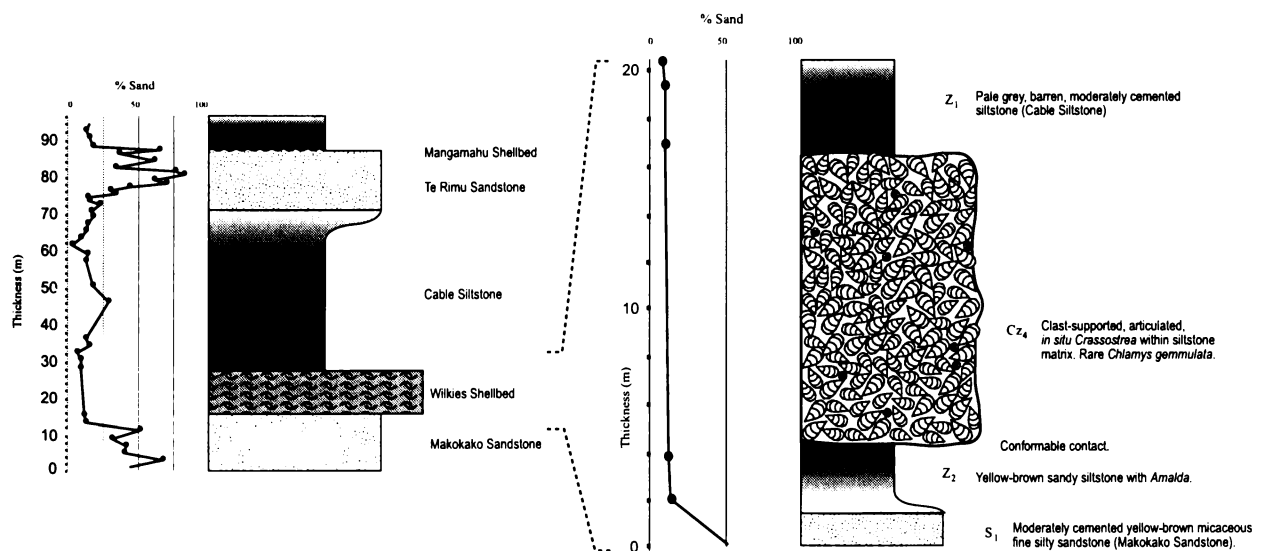 % Sand
0 50 100
90
80
70
60
50
40
30
20
10
0
Thickness (m)
Mangamahu Shellbed
Te Rimu Sandstone
Cable Siltstone
Wilkies Shellbed
Makokako Sandstone
% Sand
0 50 100
20
10
0
Thickness (m)
Z1 Pale grey, barren, moderately cemented
siltstone (Cable Siltstone)
Cz4 Clast-supported, articulated,
in situ Crassostrea within siltstone
matrix. Rare Chlamys gemmulata.
Conformable contact.
Z2 Yellow-brown sandy siltstone with Amalda.
S1 Moderately cemented yellow-brown micaceous
fine silty sandstone (Makokako Sandstone).